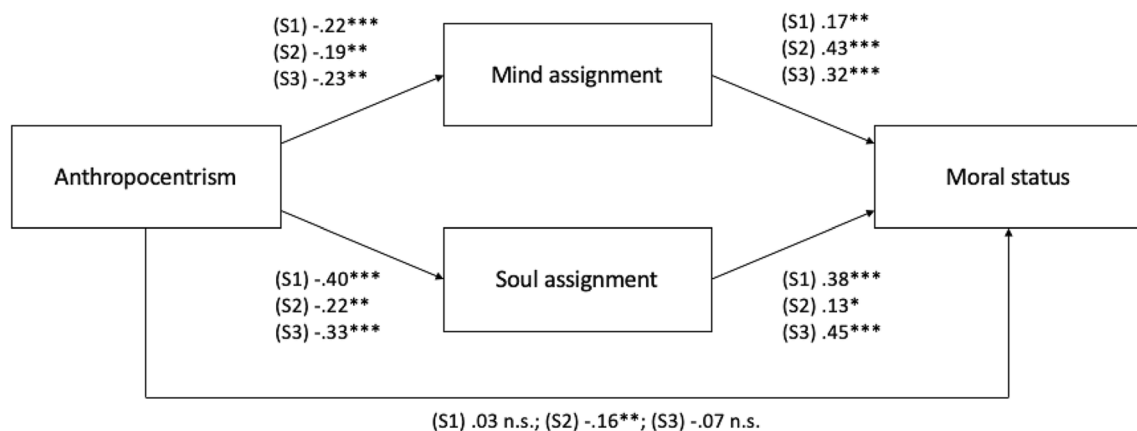 (S1) -.22***
(S2) -.19**
(S3) -.23**
Mind assignment
(S1) .17**
(S2) .43***
(S3) .32***
Anthropocentrism
Moral status
(S1) -.40***
(S2) -.22**
(S3) -.33***
Soul assignment
(S1) .38***
(S2) .13*
(S3) .45***
(S1) .03 n.s.; (S2) -.16**; (S3) -.07 n.s.